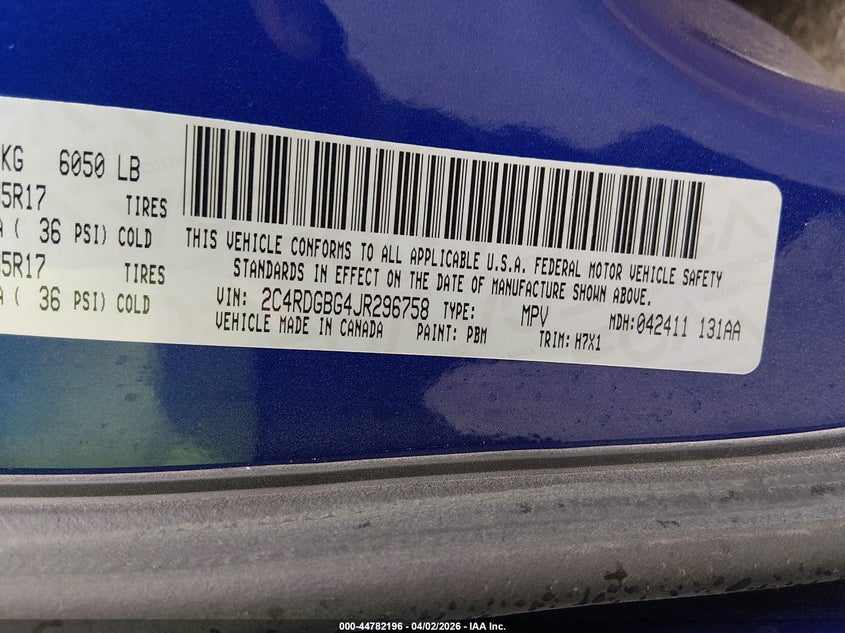 KG 6050 LB
5R17 TIRES
A ( 36 PSI) COLD
5R17 TIRES
A ( 36 PSI) COLD
THIS VEHICLE CONFORMS TO ALL APPLICABLE U.S.A. FEDERAL MOTOR VEHICLE SAFETY
STANDARDS IN EFFECT ON THE DATE OF MANUFACTURE SHOWN ABOVE.
VIN: 2C4RDGBG4JR296758 TYPE: MPV MDH:042411 131AA
VEHICLE MADE IN CANADA PAINT: PBM TRIM: H7X1
000-44782196 - 04/02/2026 - IAA Inc.